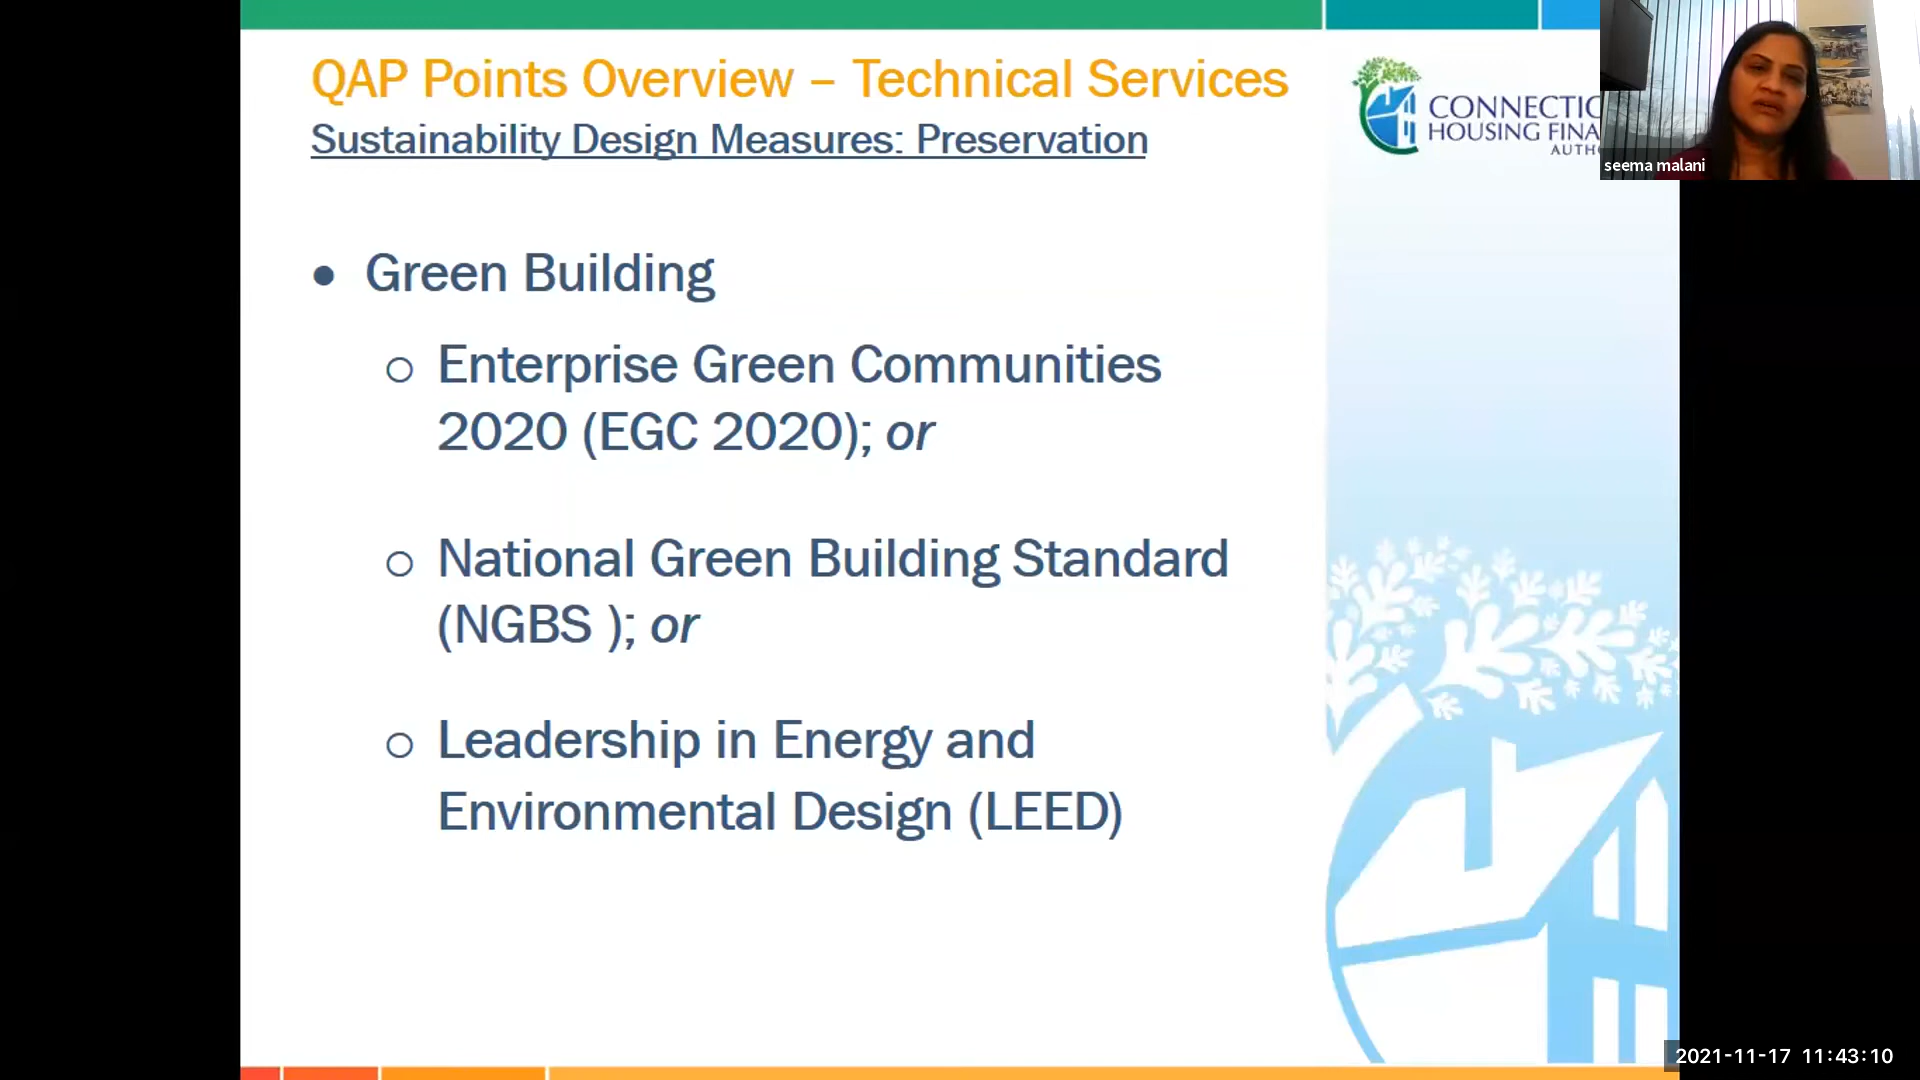 QAP Points Overview – Technical Services
Sustainability Design Measures: Preservation
CONNECTIC
HOUSING FINA
AUTH
seema malani
• Green Building
○ Enterprise Green Communities
2020 (EGC 2020); or
○ National Green Building Standard
(NGBS ); or
○ Leadership in Energy and
Environmental Design (LEED)
2021-11-17 11:43:10